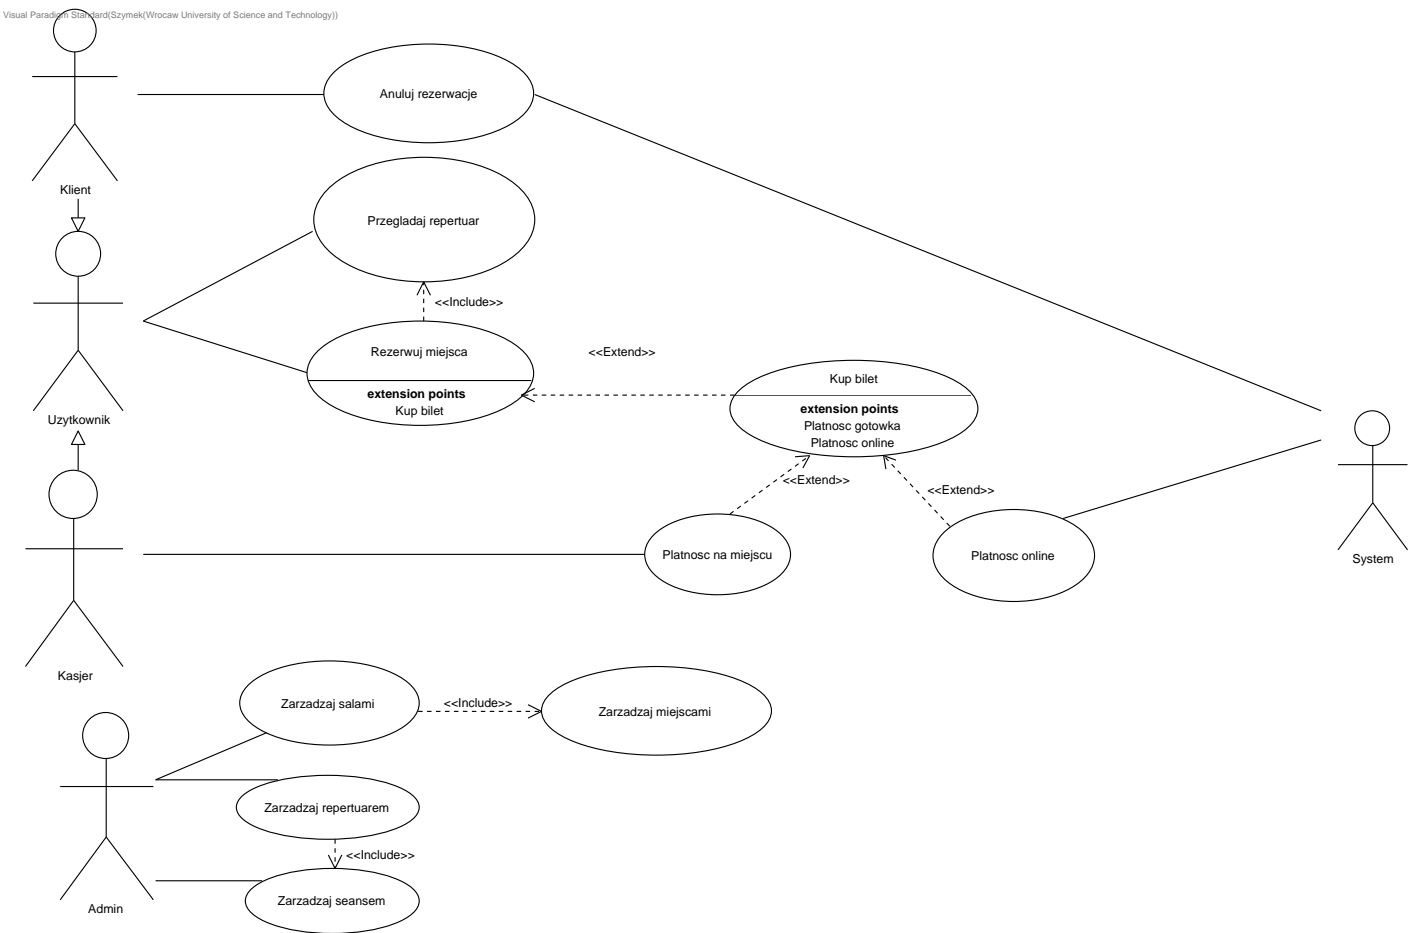 Visual Paradigm Standard(Szymek(Wrocaw University of Science and Technology))
Anuluj rezerwacje
Klient
Przegladaj repertuar
<<Include>>
Rezerwuj miejsca
extension points
Kup bilet
<<Extend>>
Kup bilet
extension points
Platnosc gotowka
Platnosc online
Uzytkownik
<<Extend>>
<<Extend>>
Platnosc na miejscu
Platnosc online
System
Kasjer
Zarzadzaj salami
<<Include>>
Zarzadzaj miejscami
Zarzadzaj repertuarem
<<Include>>
Zarzadzaj seansem
Admin